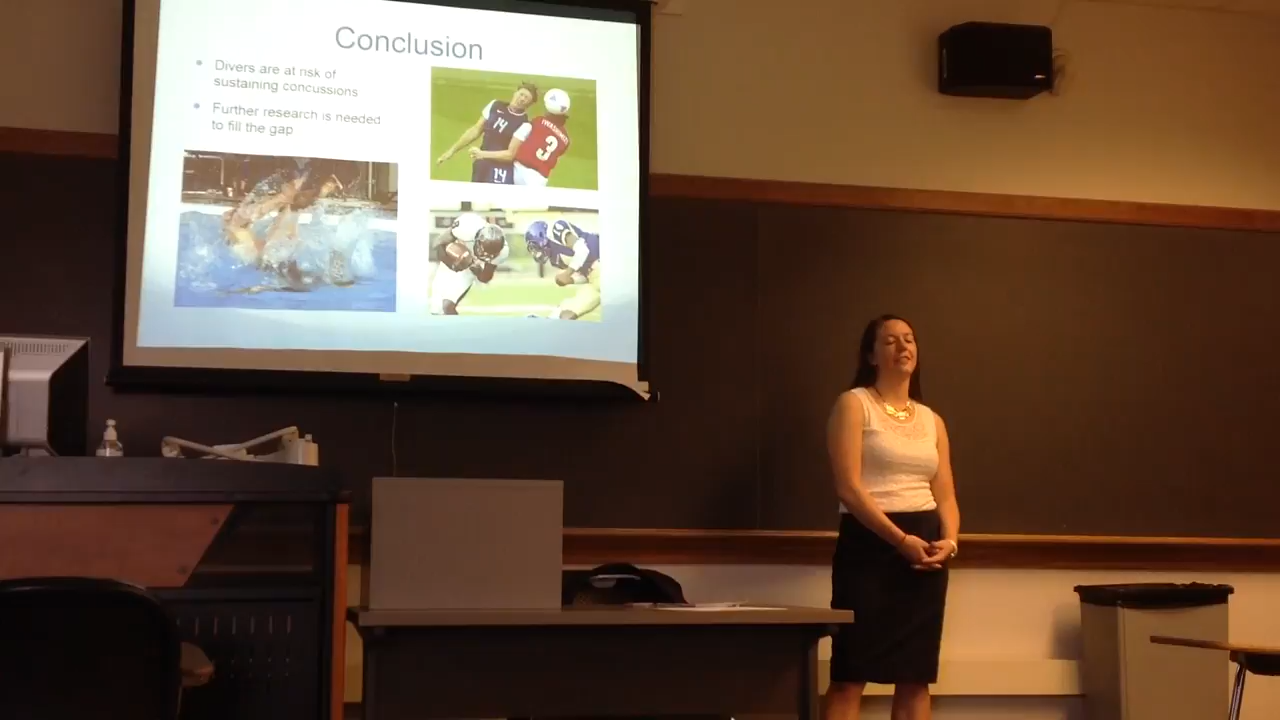 Conclusion
Divers are at risk of
sustaining concussions
Further research is needed
to fill the gap
14
14
3